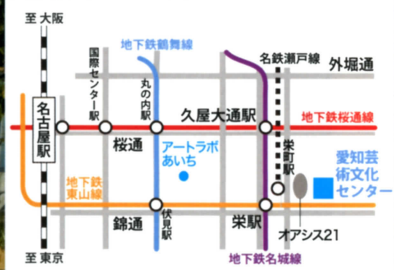 至 大阪
地下鉄鶴舞線
国際センター駅
丸の内駅
名鉄瀬戸線
外堀通
名古屋駅
久屋大通駅
地下鉄桜通線
桜通
アートラボ
あいち
栄町駅
愛知芸
術文化
センター
地下鉄
東山線
錦通
伏見駅
栄駅
オアシス21
至 東京
地下鉄名城線